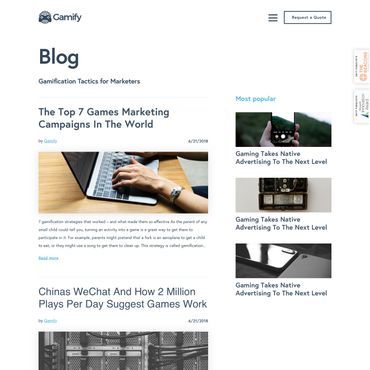 Gamify
Request a Quote
Blog
Gamification Tactics for Marketers
The Top 7 Games Marketing
Campaigns In The World
by Gamify
6/21/2018
7 gamification strategies that worked – and what made them so effective As the parent of any
small child could tell you, turning an activity into a game is a great way to get them to
participate in it. For example, parents might pretend that a fork is an aeroplane to get a child
to eat, or they might use a song to get them to clean up. This strategy is called gamification...
Read more
Chinas WeChat And How 2 Million
Plays Per Day Suggest Games Work
by Gamify
6/21/2018
Most popular
Gaming Takes Native
Advertising To The Next Level
Gaming Takes Native
Advertising To The Next Level
Gaming Takes Native
Advertising To The Next Level